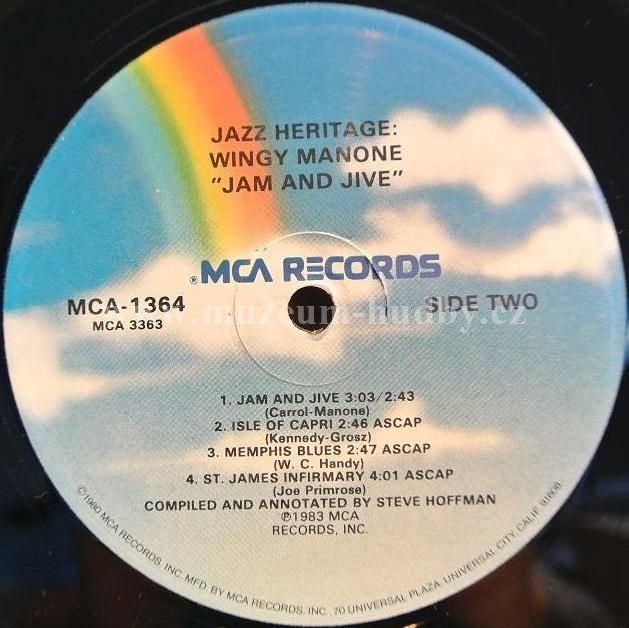 JAZZ HERITAGE:
WINGY MANONE
"JAM AND JIVE"
®MCA RECORDS
MCA-1364
MCA 3363
SIDE TWO
www.muzeum-hudby.cz
1. JAM AND JIVE 3:03/2:43
(Carrol-Manone)
2. ISLE OF CAPRI 2:46 ASCAP
(Kennedy-Grosz)
3. MEMPHIS BLUES 2:47 ASCAP
(W. C. Handy)
4. ST. JAMES INFIRMARY 4:01 ASCAP
(Joe Primrose)
COMPILED AND ANNOTATED BY STEVE HOFFMAN
℗1983 MCA
RECORDS, INC.
©1980 MCA RECORDS, INC. MFD. BY MCA RECORDS, INC., 70 UNIVERSAL PLAZA, UNIVERSAL CITY, CALIF. 91608